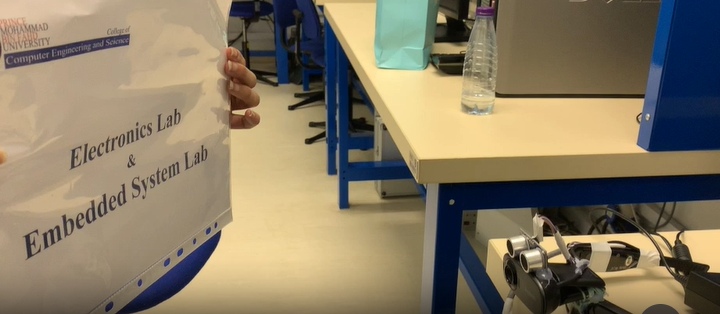 PRINCE
MOHAMMAD
BIN FAHD
UNIVERSITY
College of
Computer Engineering and Science
Electronics Lab
&
Embedded System Lab